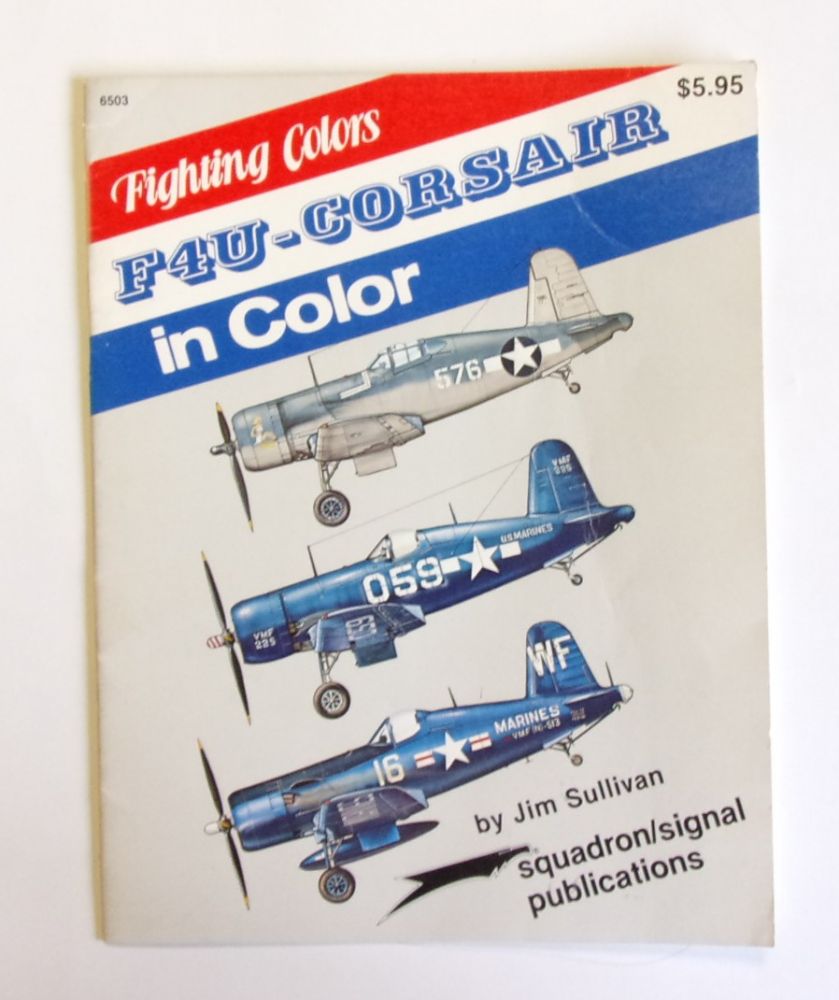 6503
$5.95
Fighting Colors
F4U-CORSAIR
in Color
576
VMF
225
U.S. MARINES
059
VMF
225
WF
MARINES
16
by Jim Sullivan
squadron/signal
publications